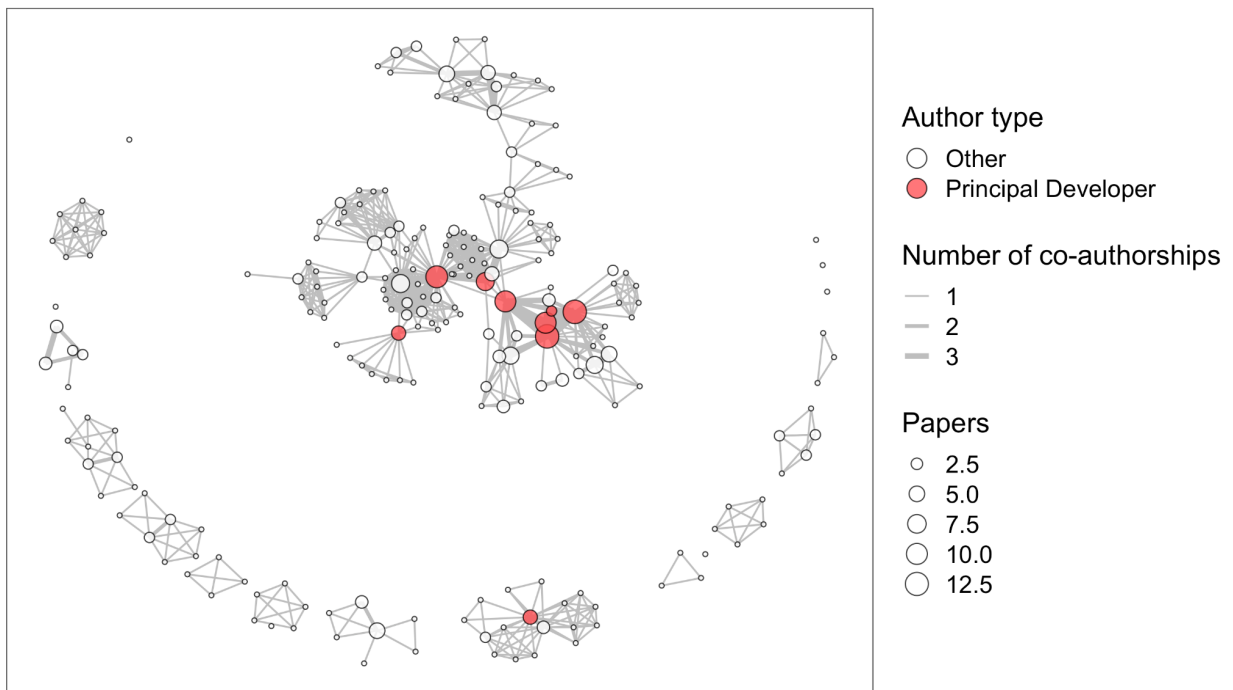 Author type
Other
Principal Developer
Number of co-authorships
1
2
3
Papers
2.5
5.0
7.5
10.0
12.5